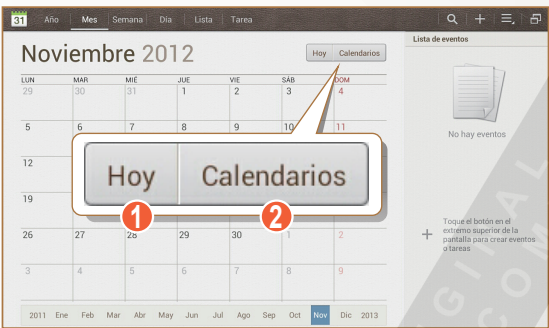 31 Año Mes Semana Día Lista Tarea
Noviembre 2012
Hoy Calendarios
Lista de eventos
LUN MAR MIÉ JUE VIE SÁB DOM
29 30 31 1 2 3 4
5 6 7 8 9 10 11
No hay eventos
12
Hoy Calendarios
1 2
19
26 27 28 29 30 1 2
Toque el botón en el
extremo superior de la
pantalla para crear eventos
o tareas
3 4 5 6 7 8 9
2011 Ene Feb Mar Abr May Jun Jul Ago Sep Oct Nov Dic 2013